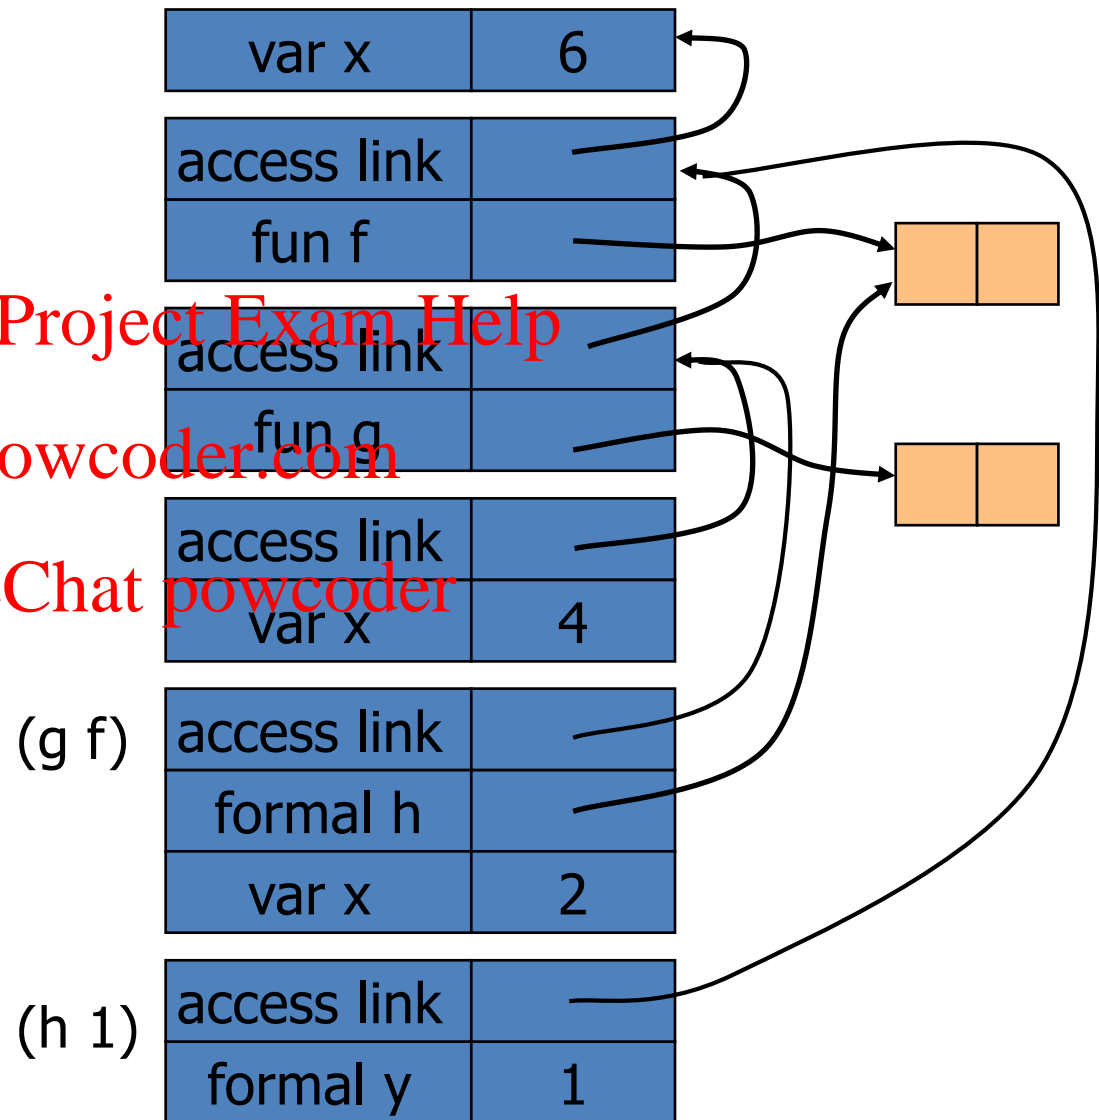 var x 6
access link
fun f
Project Exam Help
access link
fun g
powcoder.com
access link
Chat powcoder
var x 4
(g f) access link
formal h
var x 2
(h 1) access link
formal y 1